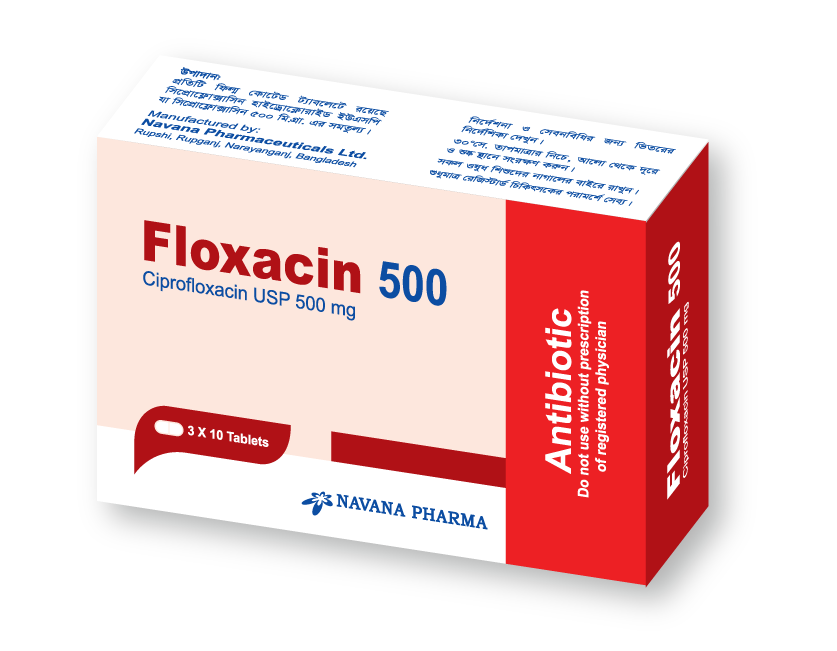 উপাদান:
প্রতিটি ফিল্ম কোটেড ট্যাবলেটে রয়েছে
সিপ্রোফ্লোক্সাসিন হাইড্রোক্লোরাইড ইউএসপি
যা সিপ্রোফ্লোক্সাসিন ৫০০ মি.গ্রা. এর সমতুল্য।
Manufactured by:
Navana Pharmaceuticals Ltd.
Rupshi, Rupganj, Narayanganj, Bangladesh
নির্দেশনা ও সেবনবিধির জন্য ভিতরের
নির্দেশিকা দেখুন।
৩০°সে. তাপমাত্রার নিচে, আলো থেকে দূরে
ও শুষ্ক স্থানে সংরক্ষণ করুন।
সকল ওষুধ শিশুদের নাগালের বাইরে রাখুন।
শুধুমাত্র রেজিস্টার্ড চিকিৎসকের পরামর্শে সেব্য।
Floxacin 500
Ciprofloxacin USP 500 mg
3 X 10 Tablets
NAVANA PHARMA
Antibiotic
Do not use without prescription
of registered physician
Floxacin 500
Ciprofloxacin USP 500 mg